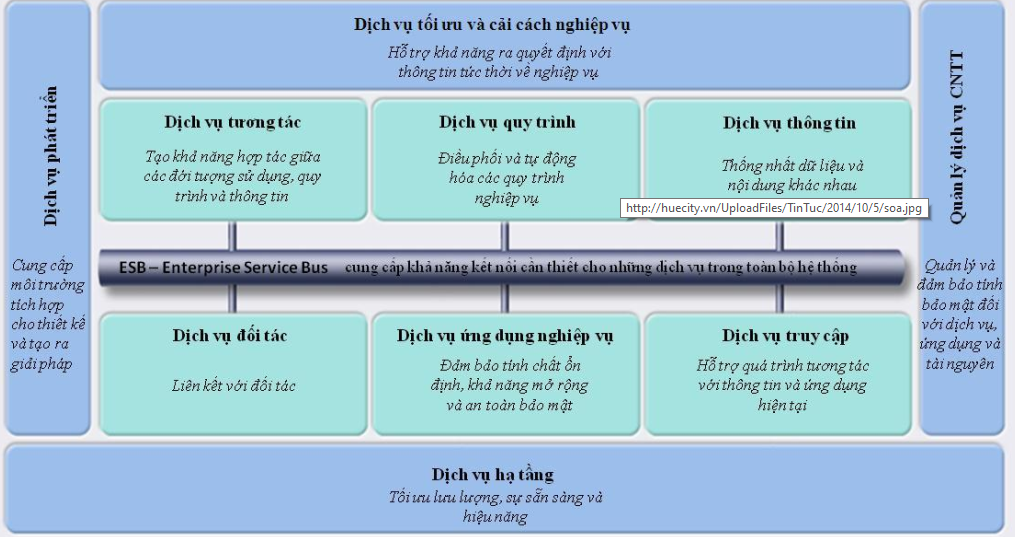 Dịch vụ tối ưu và cải cách nghiệp vụ
Hỗ trợ khả năng ra quyết định với
thông tin tức thời về nghiệp vụ
Dịch vụ phát triển
Cung cấp
môi trường
tích hợp
cho thiết kế
và tạo ra
giải pháp
Dịch vụ tương tác
Tạo khả năng hợp tác giữa
các đối tượng sử dụng, quy
trình và thông tin
Dịch vụ quy trình
Điều phối và tự động
hóa các quy trình
nghiệp vụ
Dịch vụ thông tin
Thống nhất dữ liệu và
nội dung khác nhau
http://huecity.vn/UploadFiles/TinTuc/2014/10/5/soa.jpg
ESB – Enterprise Service Bus cung cấp khả năng kết nối cần thiết cho những dịch vụ trong toàn bộ hệ thống
Dịch vụ đối tác
Liên kết với đối tác
Dịch vụ ứng dụng nghiệp vụ
Đảm bảo tính chất ổn
định, khả năng mở rộng
và an toàn bảo mật
Dịch vụ truy cập
Hỗ trợ quá trình tương tác
với thông tin và ứng dụng
hiện tại
Quản lý dịch vụ CNTT
Quản lý và
đảm bảo tính
bảo mật đối
với dịch vụ,
ứng dụng và
tài nguyên
Dịch vụ hạ tầng
Tối ưu lưu lượng, sự sẵn sàng và
hiệu năng